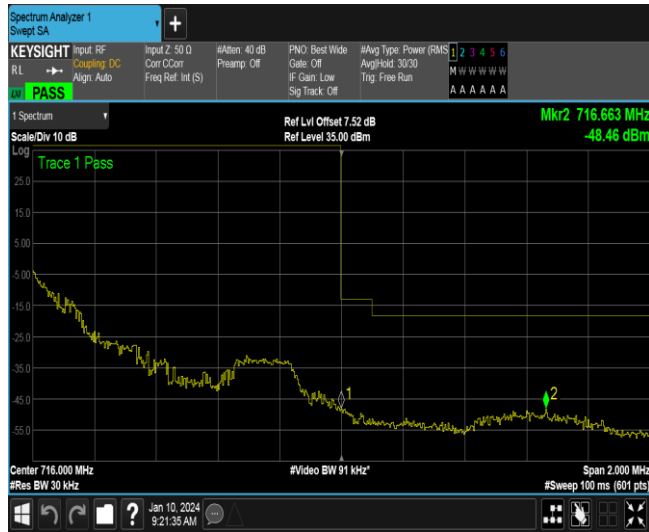 Spectrum Analyzer 1
Swept SA
+
KEYSIGHT Input: RF Input Z: 50 Ω #Atten: 40 dB PNO: Best Wide #Avg Type: Power (RMS 1 2 3 4 5 6
RL Coupling: DC Corr CCorr Preamp: Off Gate: Off Avg|Hold: 30/30 M W W W W W
Align: Auto Freq Ref: Int (S) IF Gain: Low Trig: Free Run
LXI PASS Sig Track: Off A A A A A A
1 Spectrum
Ref Lvl Offset 7.52 dB Mkr2 716.663 MHz
Scale/Div 10 dB Ref Level 35.00 dBm -48.46 dBm
Log
Trace 1 Pass
25.0
15.0
5.00
-5.00
-15.0
-25.0
-35.0
-45.0
1
2
-55.0
Center 716.000 MHz #Video BW 91 kHz* Span 2.000 MHz
#Res BW 30 kHz #Sweep 100 ms (601 pts)
? Jan 10, 2024
9:21:35 AM